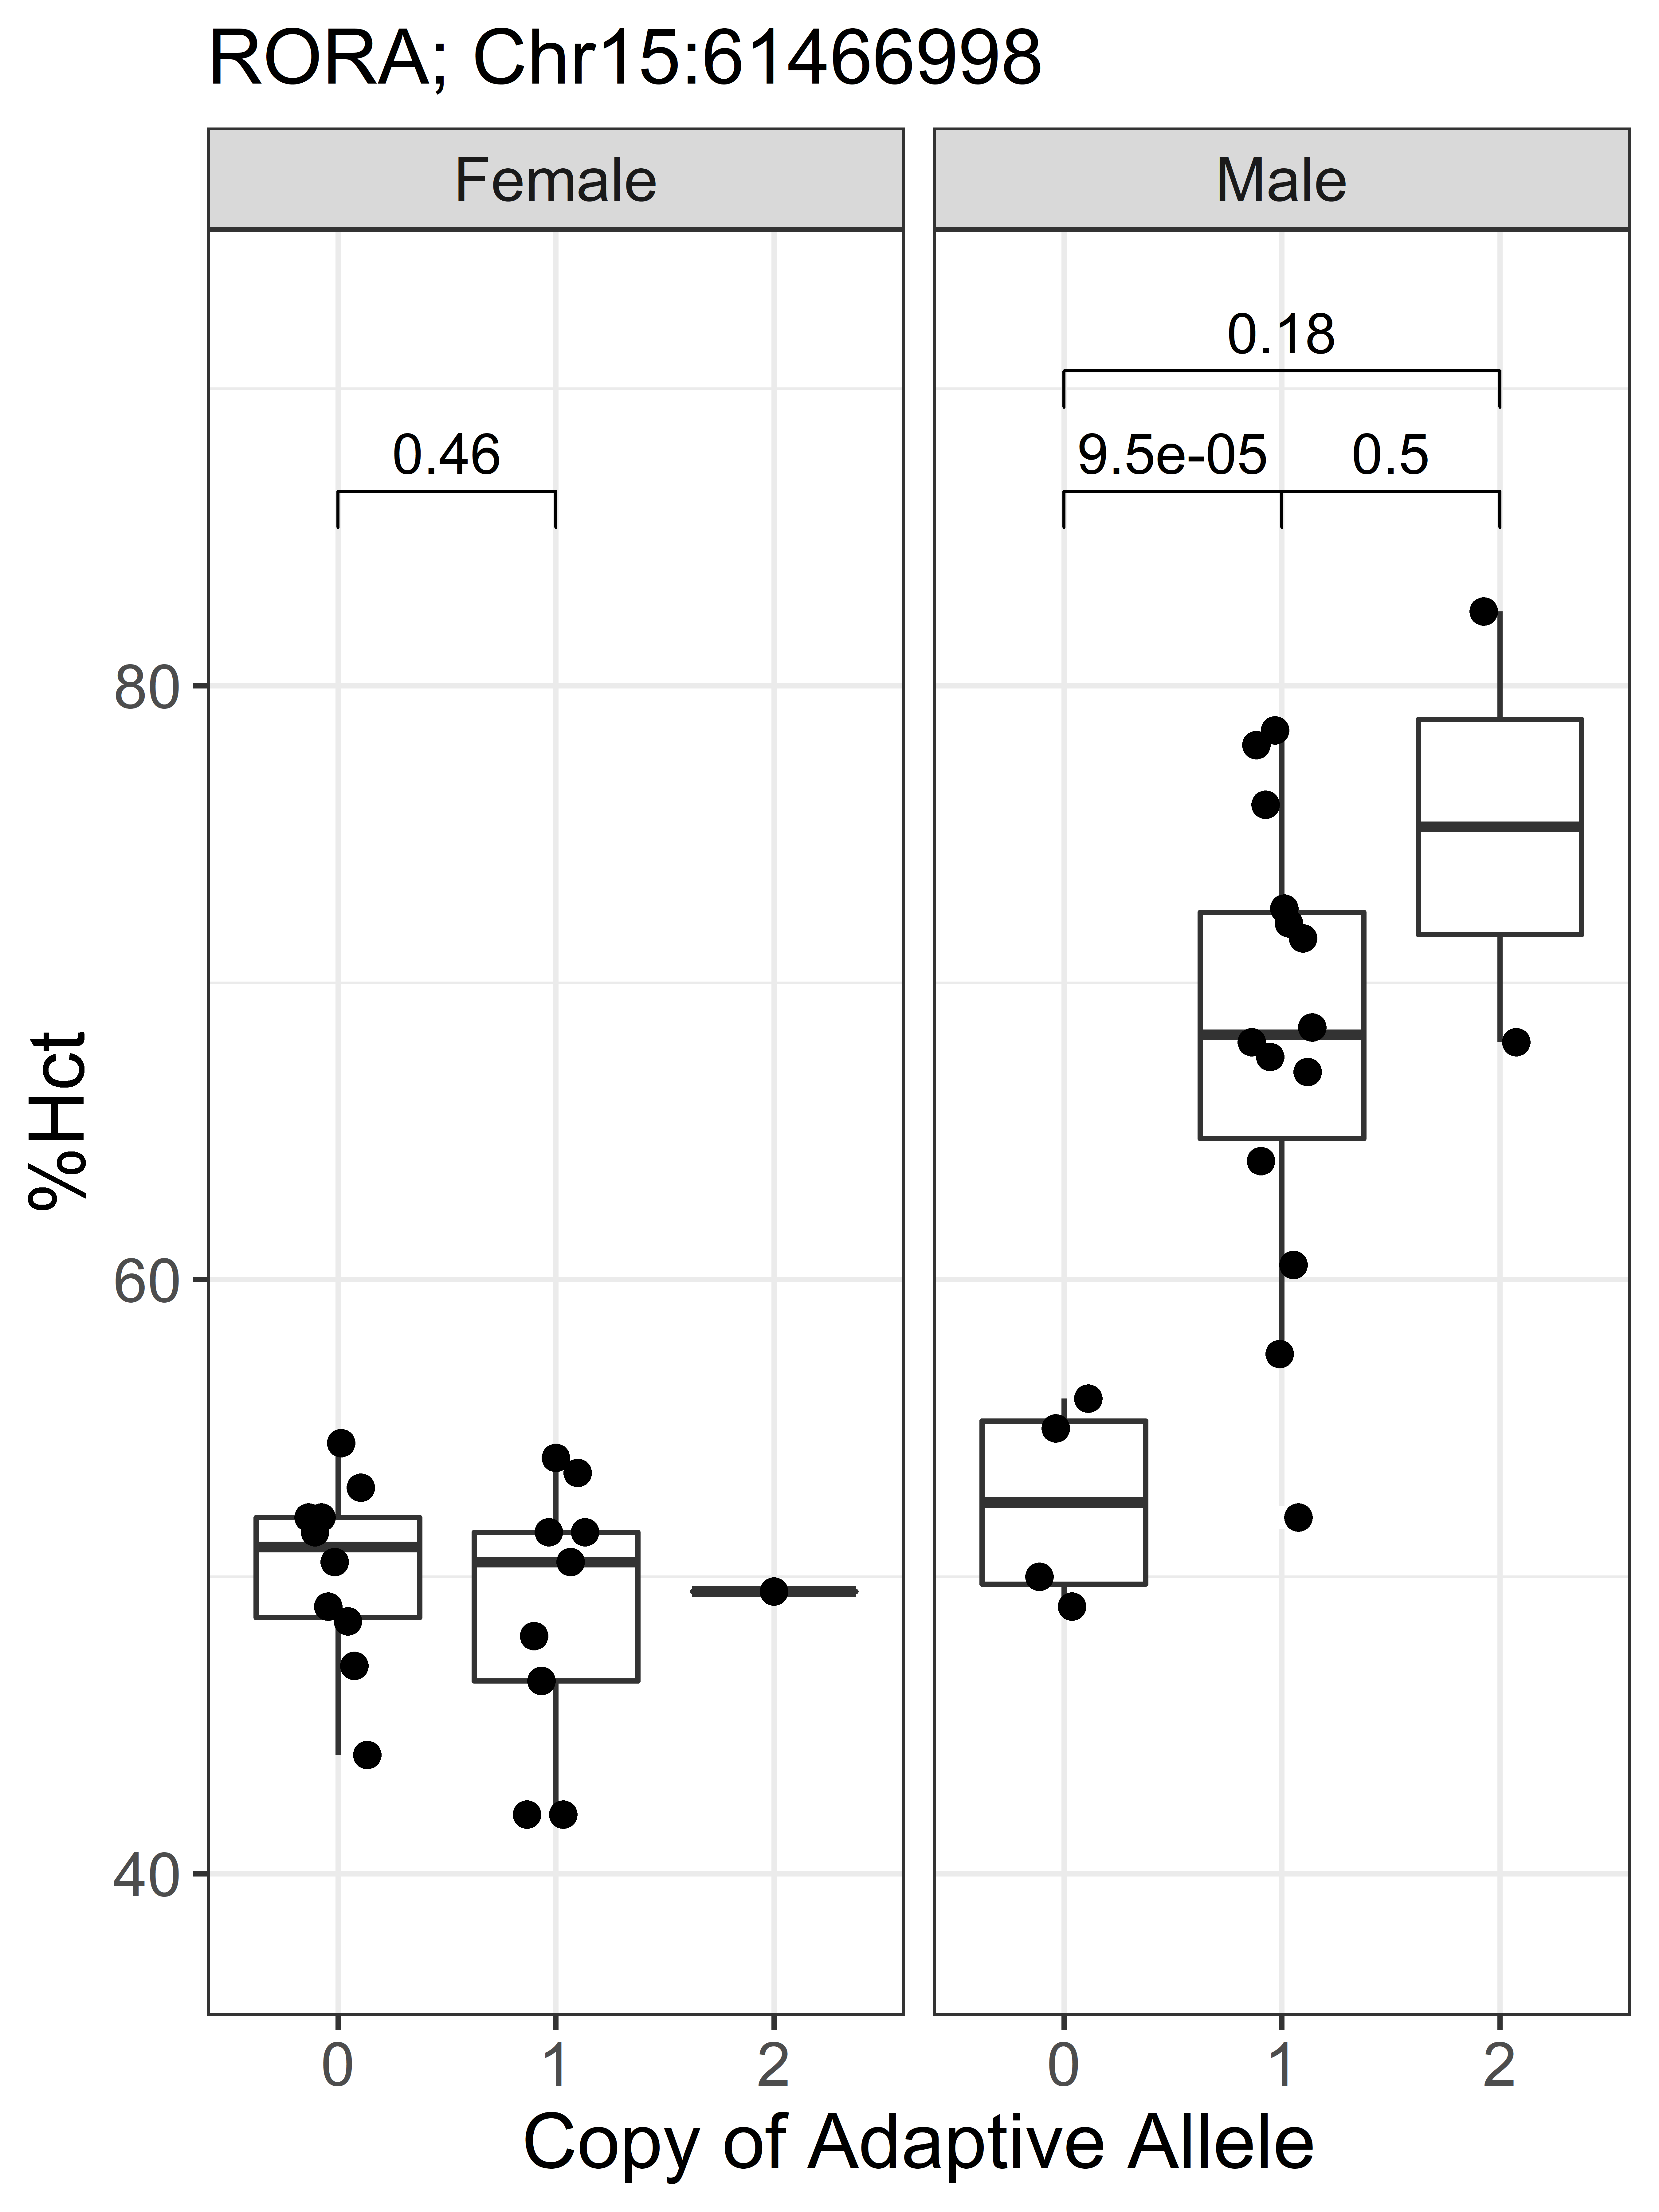 RORA; Chr15:61466998
Female
Male
0.18
0.46
9.5e-05
0.5
80
60
40
%Hct
0 1 2
0 1 2
Copy of Adaptive Allele